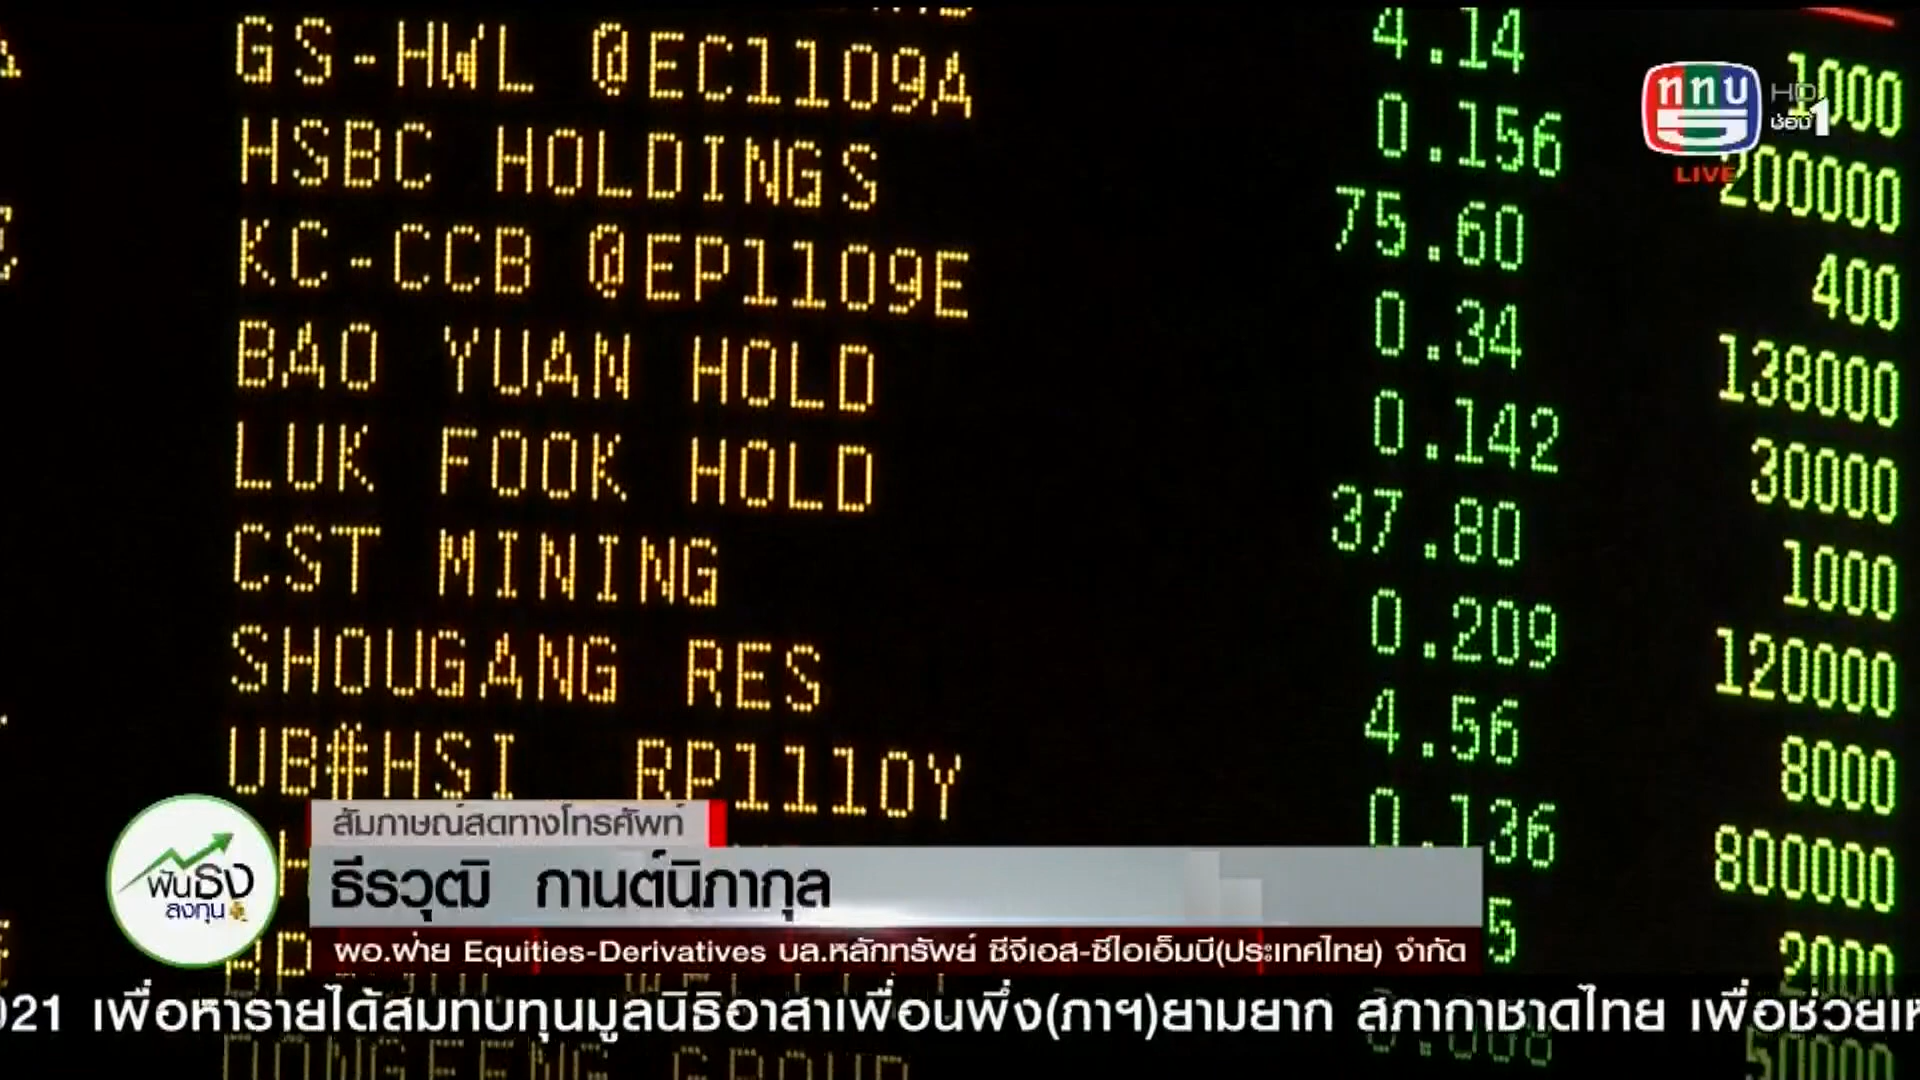 GS-HWL @EC1109A 4.14 1000
HSBC HOLDINGS 0.156 200000
KC-CCB @EP1109E 75.60 400
BAO YUAN HOLD 0.34 138000
LUK FOOK HOLD 0.142 30000
CST MINING 37.80 1000
SHOUGANG RES 0.209 120000
UB#HSI RP1110Y 4.56 8000
0.136 800000
5 2000
DONGFENG GROUP 50000
ททบ 5 HD ช่อง 1
LIVE
ฟันธง
ลงทุน
สัมภาษณ์สดทางโทรศัพท์
ธีรวุฒิ กานต์นิภากุล
ผอ.ฝ่าย Equities-Derivatives บล.หลักทรัพย์ ซีจีเอส-ซีไอเอ็มบี(ประเทศไทย) จำกัด
021 เพื่อหารายได้สมทบทุนมูลนิธิอาสาเพื่อนพึ่ง(ภาฯ)ยามยาก สภากาชาดไทย เพื่อช่วยเห